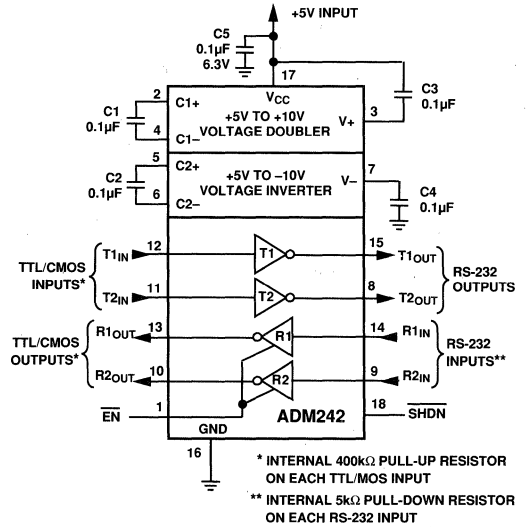 +5V INPUT
C5
0.1µF
6.3V
17
VCC
2 C1+
C1
0.1µF
4 C1–
+5V TO +10V
VOLTAGE DOUBLER
V+ 3
C3
0.1µF
5 C2+
C2
0.1µF
6 C2–
+5V TO –10V
VOLTAGE INVERTER
V– 7
C4
0.1µF
TTL/CMOS
INPUTS*
T1IN 12 T1 15 T1OUT
T2IN 11 T2 8 T2OUT
RS-232
OUTPUTS
TTL/CMOS
OUTPUTS*
R1OUT 13 R1 14 R1IN
R2OUT 10 R2 9 R2IN
RS-232
INPUTS**
EN 1
ADM242
18 SHDN
GND
16
* INTERNAL 400kΩ PULL-UP RESISTOR
ON EACH TTL/MOS INPUT
** INTERNAL 5kΩ PULL-DOWN RESISTOR
ON EACH RS-232 INPUT